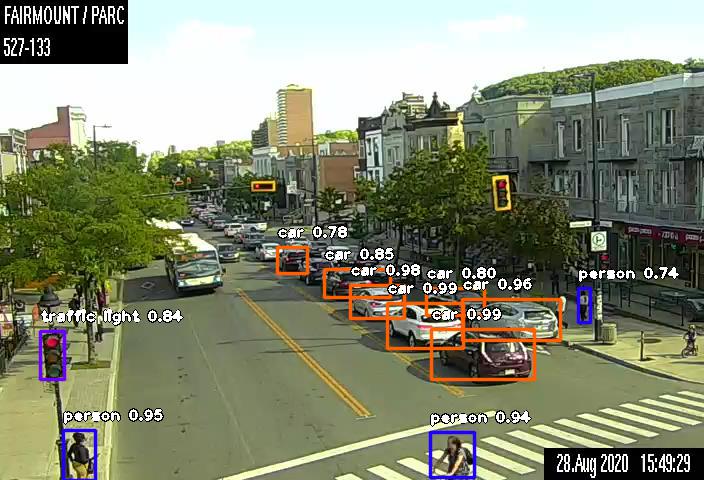 FAIRMOUNT / PARC
527-133
car 0.78
car 0.85
car 0.98
car 0.80
car 0.99
car 0.96
person 0.74
car 0.99
traffic light 0.84
person 0.95
person 0.94
28.Aug 2020 15:49:29